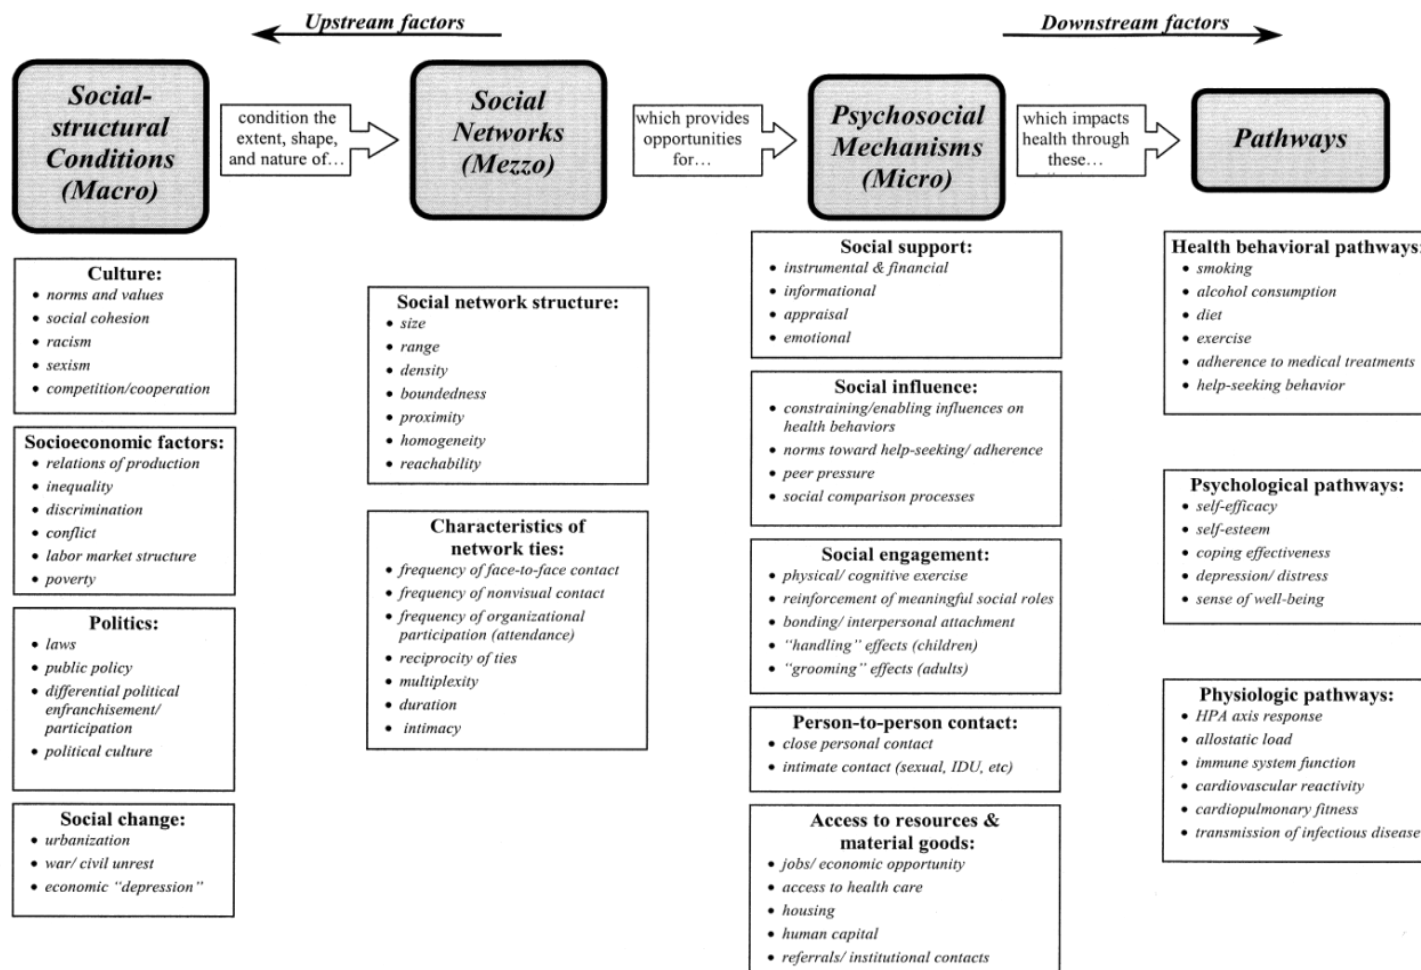 Upstream factors
Downstream factors
Social-
structural
Conditions
(Macro)
condition the
extent, shape,
and nature of…
Social
Networks
(Mezzo)
which provides
opportunities
for…
Psychosocial
Mechanisms
(Micro)
which impacts
health through
these…
Pathways
Culture:
• norms and values
• social cohesion
• racism
• sexism
• competition/cooperation
Socioeconomic factors:
• relations of production
• inequality
• discrimination
• conflict
• labor market structure
• poverty
Politics:
• laws
• public policy
• differential political
enfranchisement/
participation
• political culture
Social change:
• urbanization
• war/ civil unrest
• economic “depression”
Social network structure:
• size
• range
• density
• boundedness
• proximity
• homogeneity
• reachability
Characteristics of
network ties:
• frequency of face-to-face contact
• frequency of nonvisual contact
• frequency of organizational
participation (attendance)
• reciprocity of ties
• multiplexity
• duration
• intimacy
Social support:
• instrumental & financial
• informational
• appraisal
• emotional
Social influence:
• constraining/enabling influences on
health behaviors
• norms toward help-seeking/ adherence
• peer pressure
• social comparison processes
Social engagement:
• physical/ cognitive exercise
• reinforcement of meaningful social roles
• bonding/ interpersonal attachment
• “handling” effects (children)
• “grooming” effects (adults)
Person-to-person contact:
• close personal contact
• intimate contact (sexual, IDU, etc)
Access to resources &
material goods:
• jobs/ economic opportunity
• access to health care
• housing
• human capital
• referrals/ institutional contacts
Health behavioral pathways:
• smoking
• alcohol consumption
• diet
• exercise
• adherence to medical treatments
• help-seeking behavior
Psychological pathways:
• self-efficacy
• self-esteem
• coping effectiveness
• depression/ distress
• sense of well-being
Physiologic pathways:
• HPA axis response
• allostatic load
• immune system function
• cardiovascular reactivity
• cardiopulmonary fitness
• transmission of infectious disease